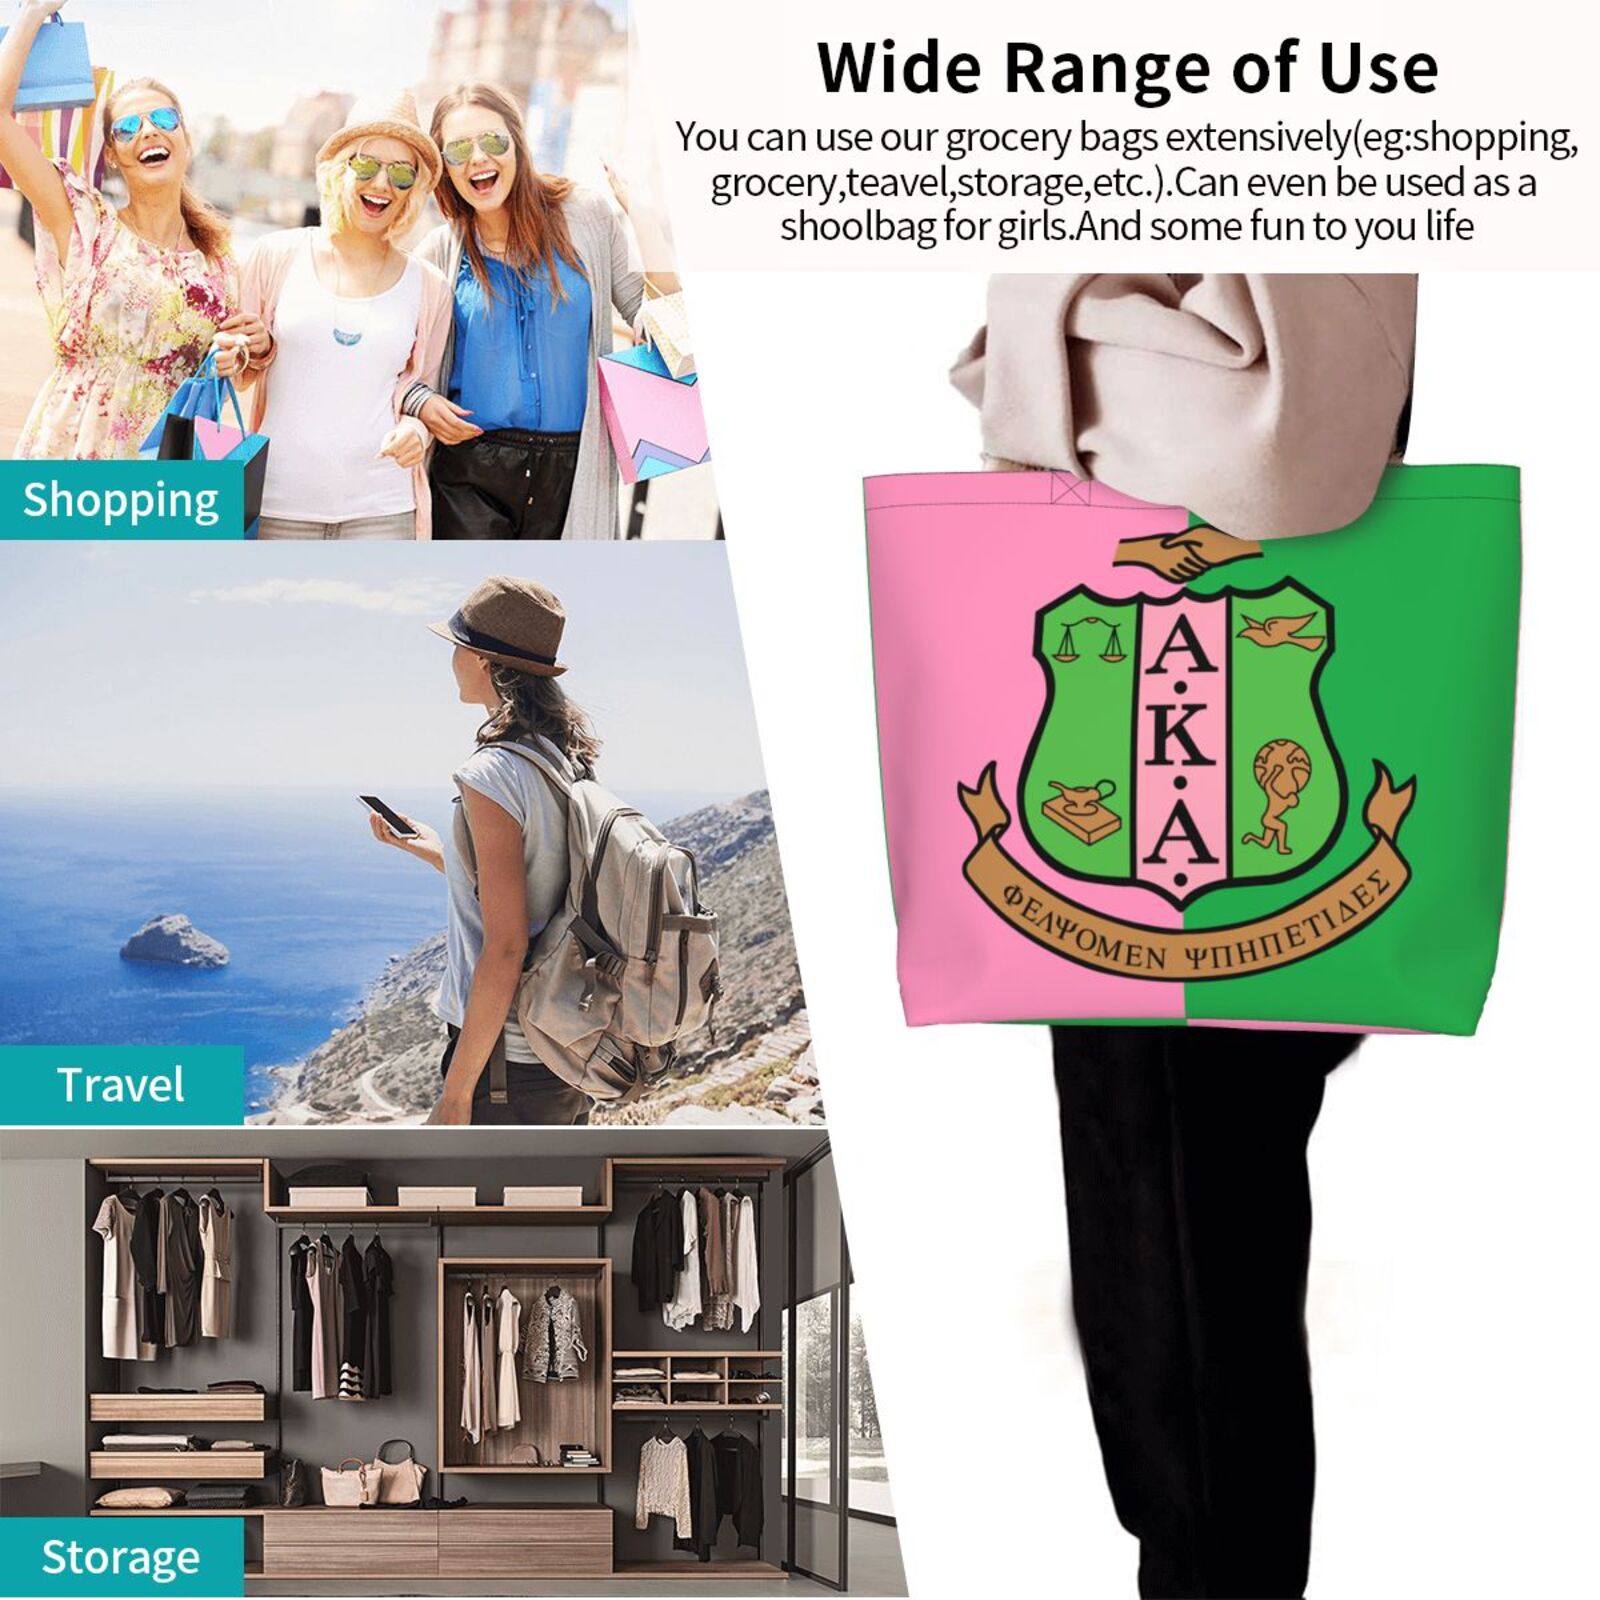 Wide Range of Use
You can use our grocery bags extensively(eg:shopping,
grocery,teavel,storage,etc.).Can even be used as a
shoolbag for girls.And some fun to you life
Shopping
Travel
Storage
Α
·
Κ
·
Α
·
ΦΕΛΨΟΜΕΝ ΨΠΗΠΕΤΙΔΕΣ